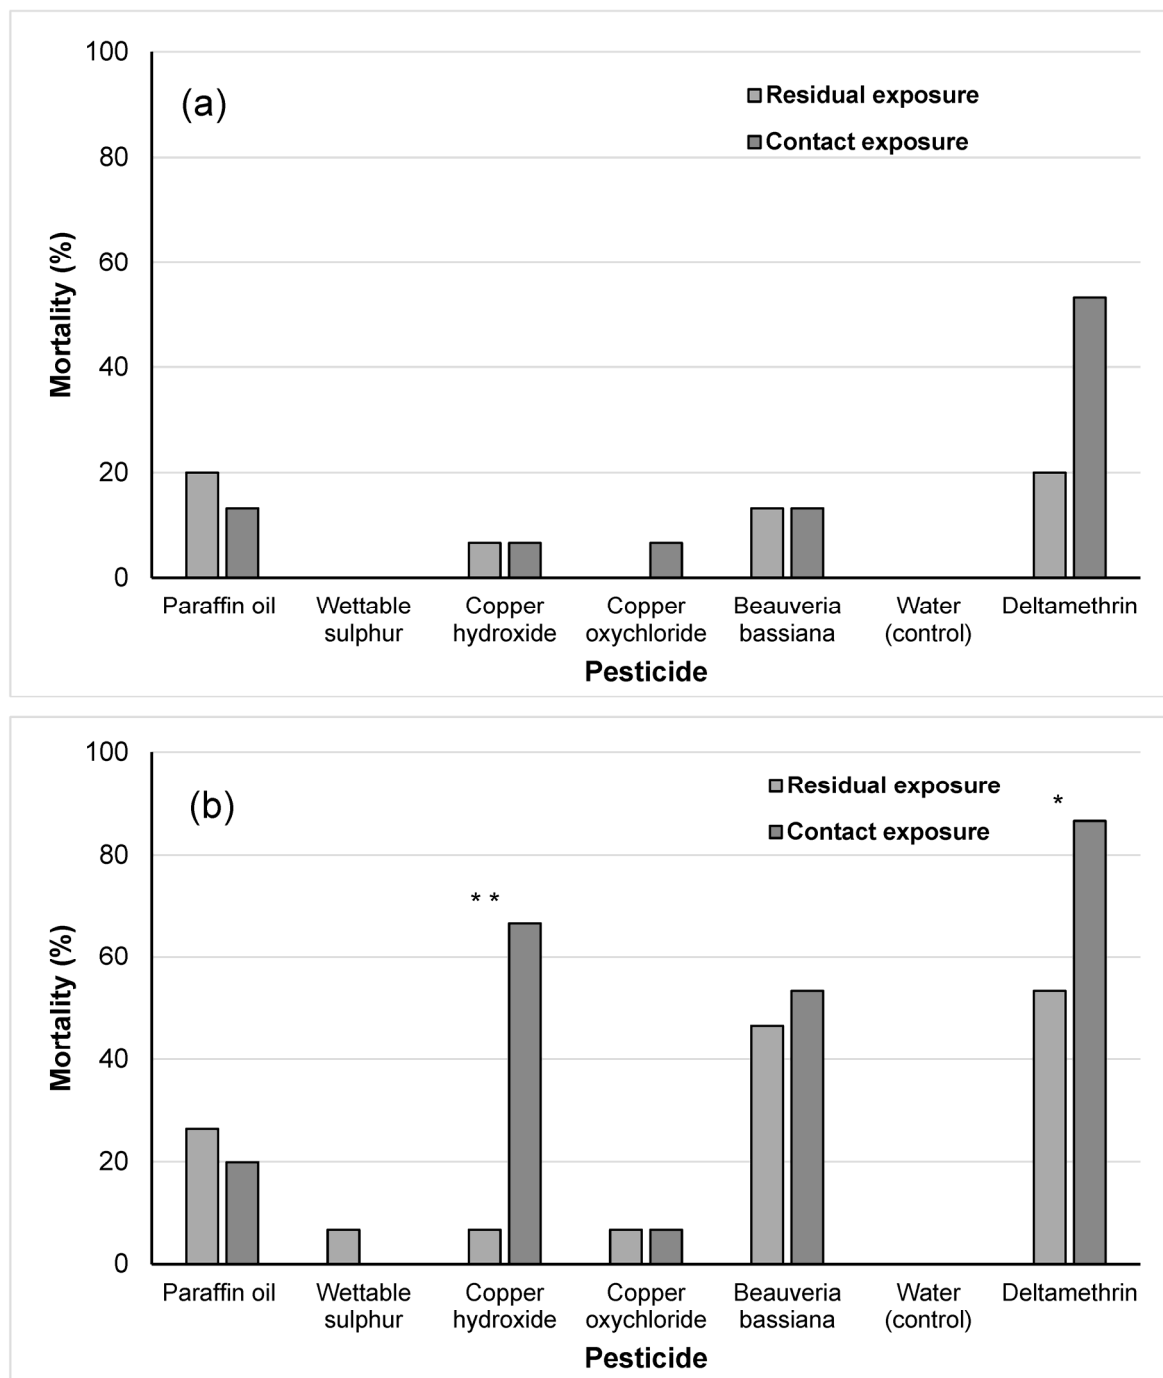 100
80
60
40
20
0
Mortality (%)
(a)
Residual exposure
Contact exposure
Paraffin oil
Wettable
sulphur
Copper
hydroxide
Copper
oxychloride
Beauveria
bassiana
Water
(control)
Deltamethrin
Pesticide
100
80
60
40
20
0
Mortality (%)
(b)
Residual exposure
Contact exposure
* *
*
Paraffin oil
Wettable
sulphur
Copper
hydroxide
Copper
oxychloride
Beauveria
bassiana
Water
(control)
Deltamethrin
Pesticide